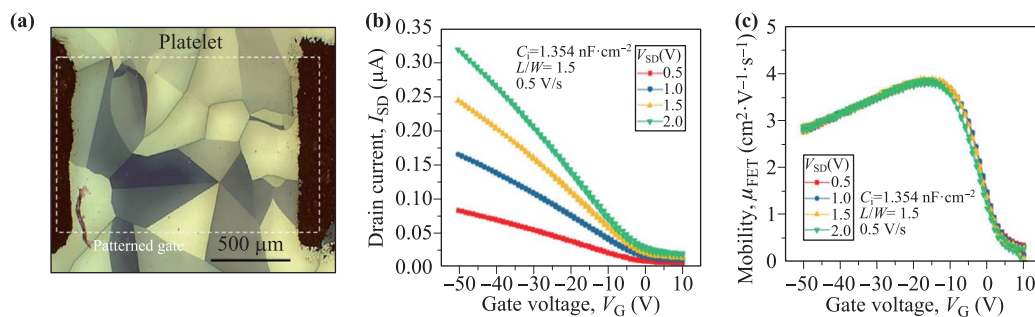 (a)
Platelet
Patterned gate
500 μm
(b)
Drain current, I_SD (μA)
0.35
0.30
0.25
0.20
0.15
0.10
0.05
0.00
C_i=1.354 nF·cm⁻²
L/W= 1.5
0.5 V/s
V_SD(V)
0.5
1.0
1.5
2.0
−50 −40 −30 −20 −10 0 10
Gate voltage, V_G (V)
(c)
Mobility, μ_FET (cm²·V⁻¹·s⁻¹)
5
4
3
2
1
0
V_SD(V)
0.5
1.0
1.5
2.0
C_i=1.354 nF·cm⁻²
L/W= 1.5
0.5 V/s
−50 −40 −30 −20 −10 0 10
Gate voltage, V_G (V)